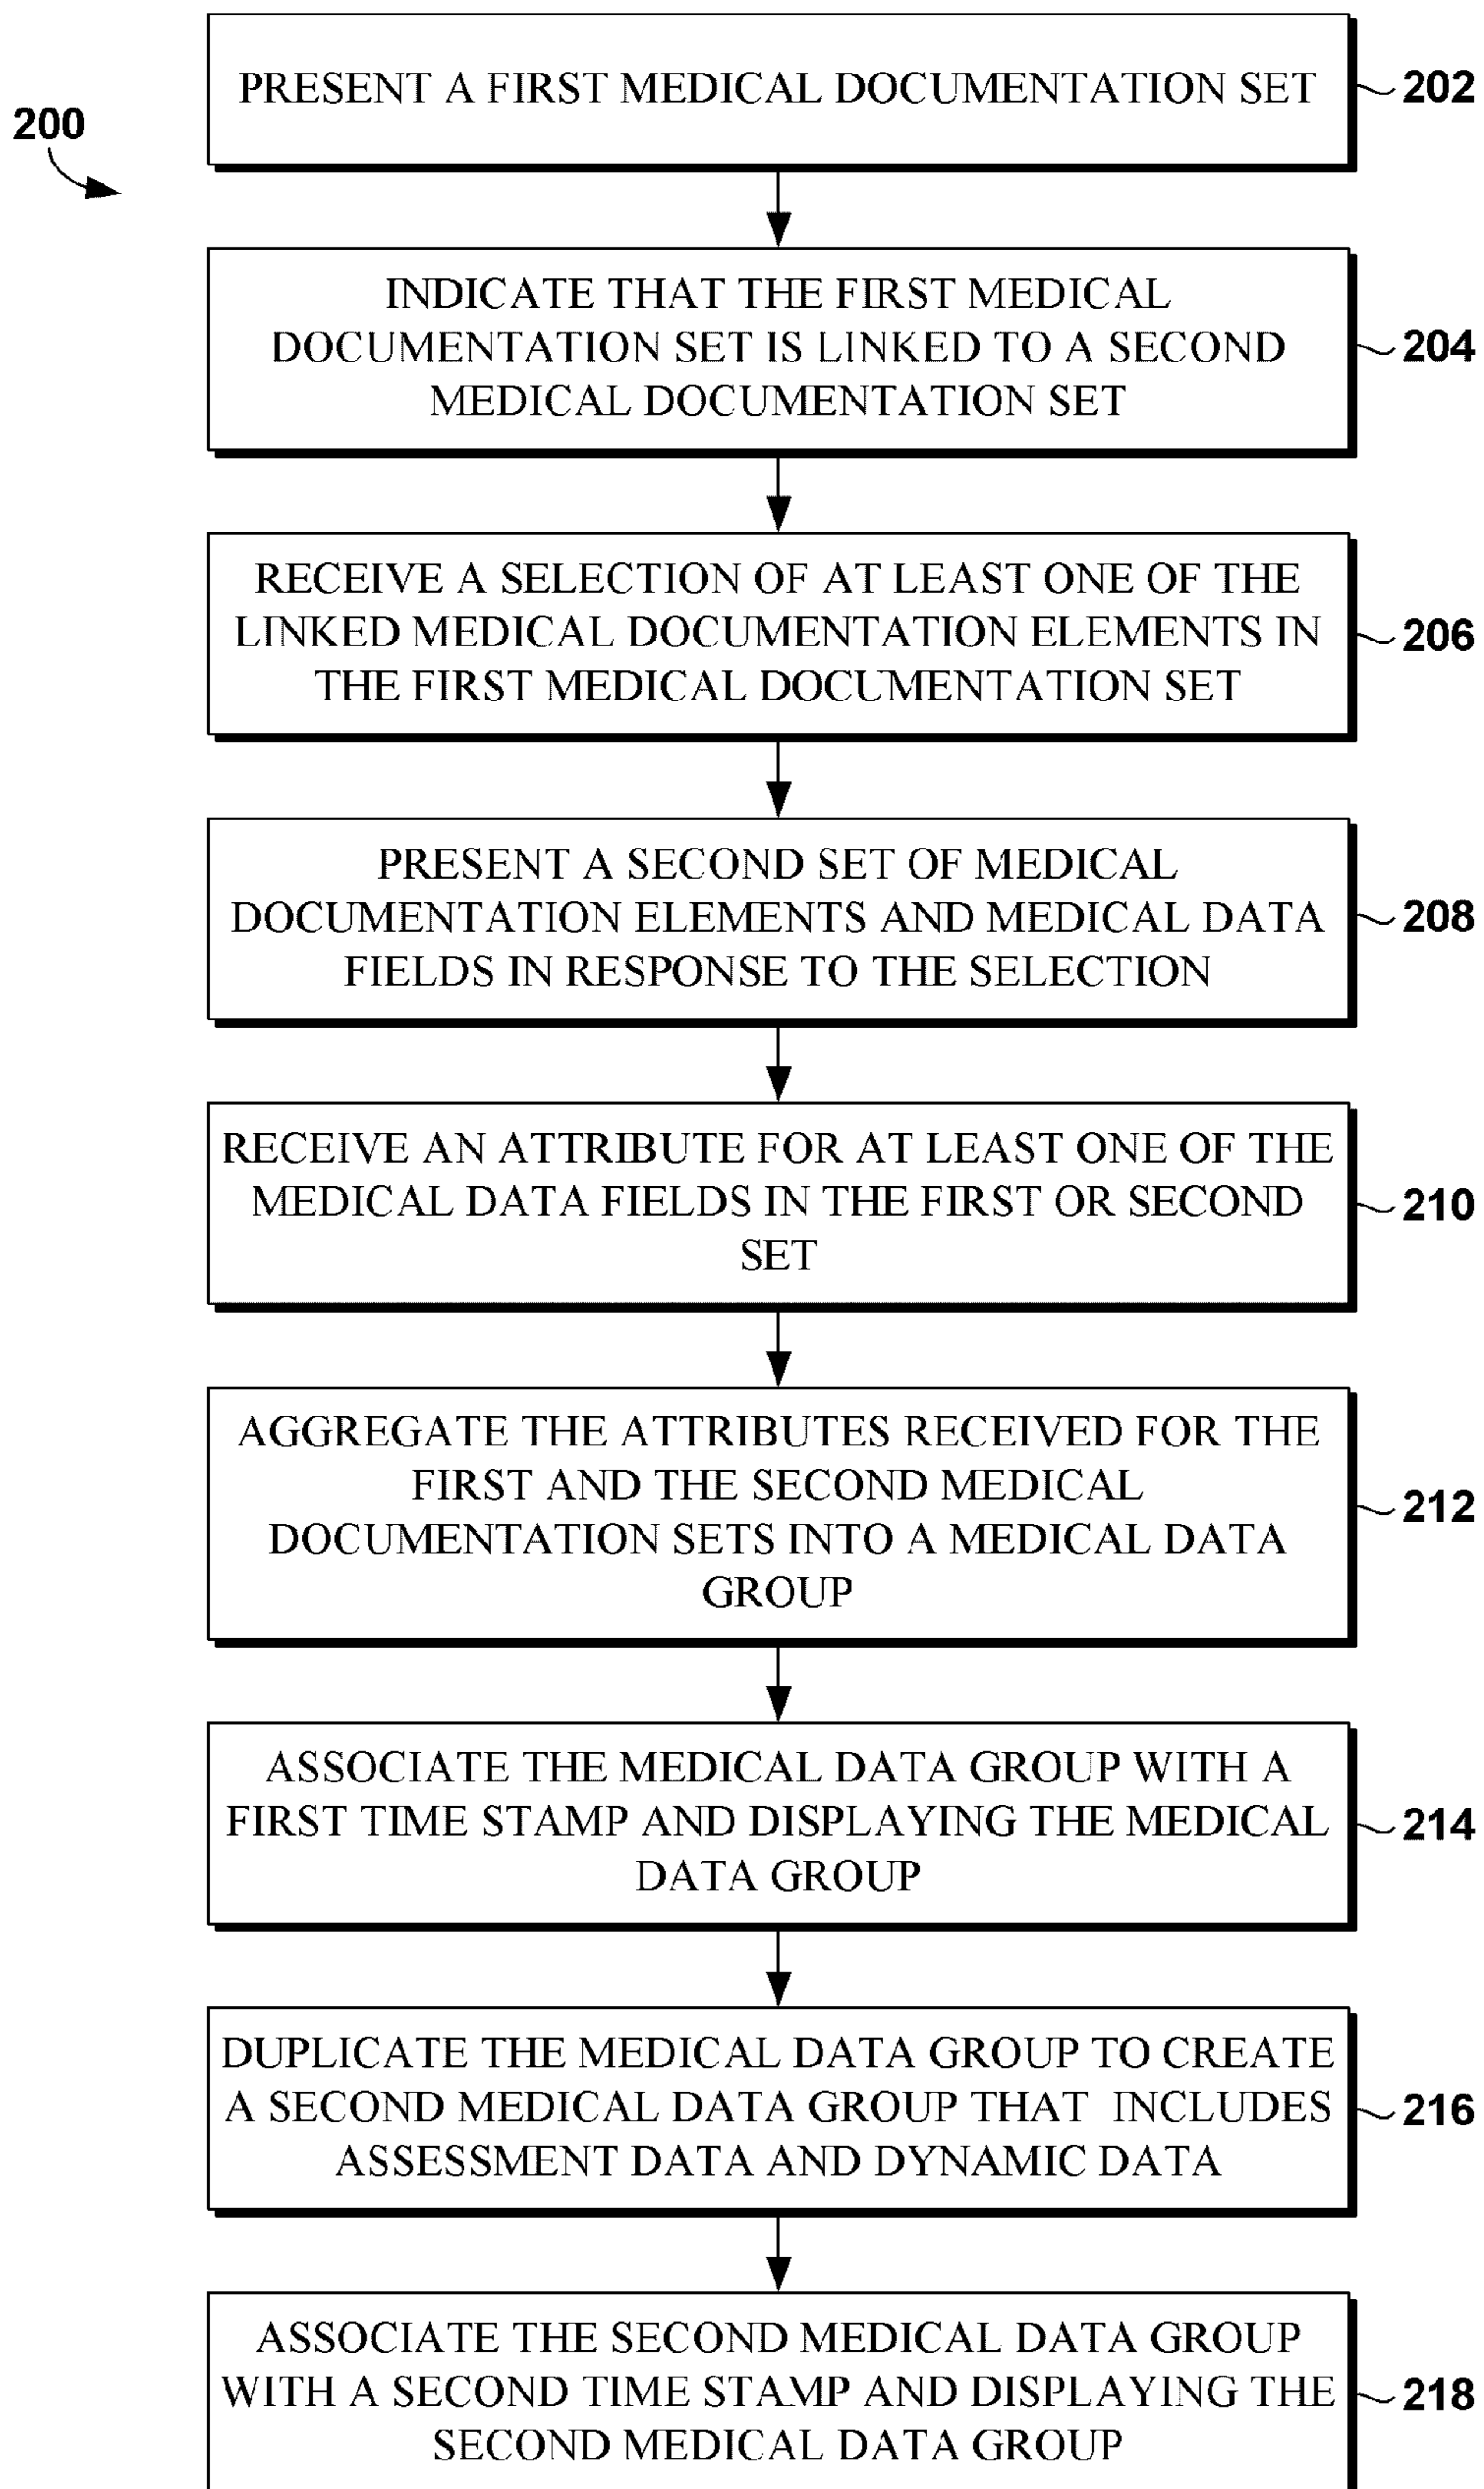 PRESENT A FIRST MEDICAL DOCUMENTATION SET
202
200
INDICATE THAT THE FIRST MEDICAL
DOCUMENTATION SET IS LINKED TO A SECOND
MEDICAL DOCUMENTATION SET
204
RECEIVE A SELECTION OF AT LEAST ONE OF THE
LINKED MEDICAL DOCUMENTATION ELEMENTS IN
THE FIRST MEDICAL DOCUMENTATION SET
206
PRESENT A SECOND SET OF MEDICAL
DOCUMENTATION ELEMENTS AND MEDICAL DATA
FIELDS IN RESPONSE TO THE SELECTION
208
RECEIVE AN ATTRIBUTE FOR AT LEAST ONE OF THE
MEDICAL DATA FIELDS IN THE FIRST OR SECOND
SET
210
AGGREGATE THE ATTRIBUTES RECEIVED FOR THE
FIRST AND THE SECOND MEDICAL
DOCUMENTATION SETS INTO A MEDICAL DATA
GROUP
212
ASSOCIATE THE MEDICAL DATA GROUP WITH A
FIRST TIME STAMP AND DISPLAYING THE MEDICAL
DATA GROUP
214
DUPLICATE THE MEDICAL DATA GROUP TO CREATE
A SECOND MEDICAL DATA GROUP THAT INCLUDES
ASSESSMENT DATA AND DYNAMIC DATA
216
ASSOCIATE THE SECOND MEDICAL DATA GROUP
WITH A SECOND TIME STAMP AND DISPLAYING THE
SECOND MEDICAL DATA GROUP
218